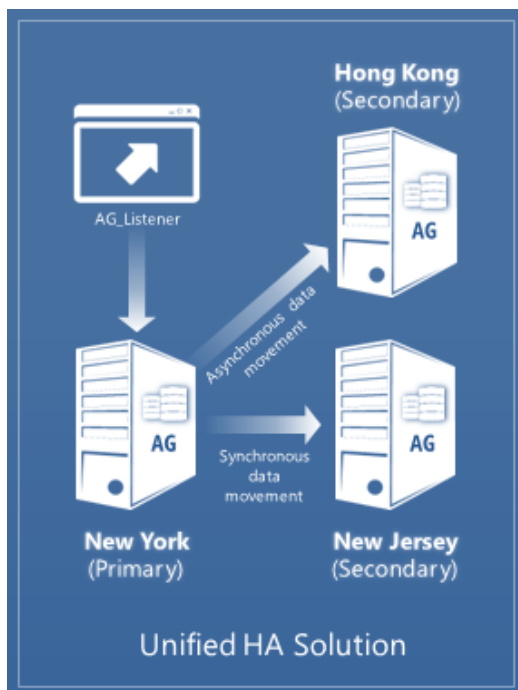 Hong Kong
(Secondary)
AG_Listener
AG
Asynchronous data
movement
AG
Synchronous
data
movement
AG
New York
(Primary)
New Jersey
(Secondary)
Unified HA Solution